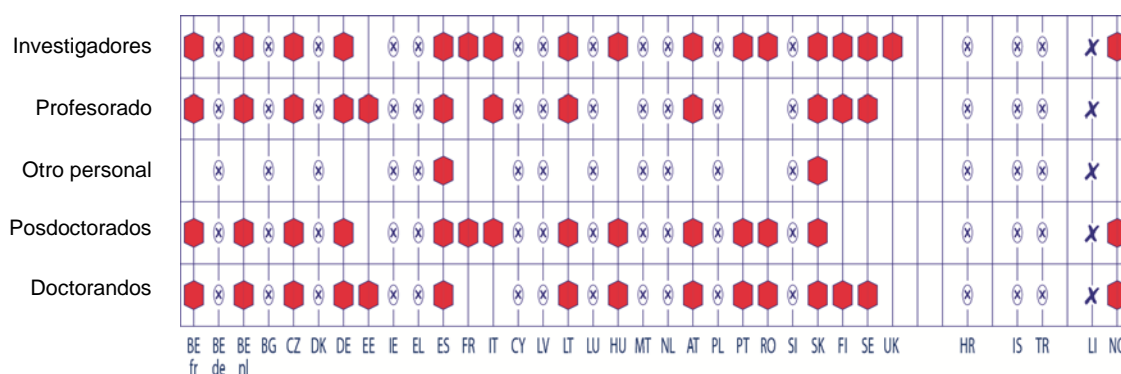 Investigadores
Profesorado
Otro personal
Posdoctorados
Doctorandos
BE BE BE BG CZ DK DE EE IE EL ES FR IT CY LV LT LU HU MT NL AT PL PT RO SI SK FI SE UK HR IS TR LI NO
fr de nl